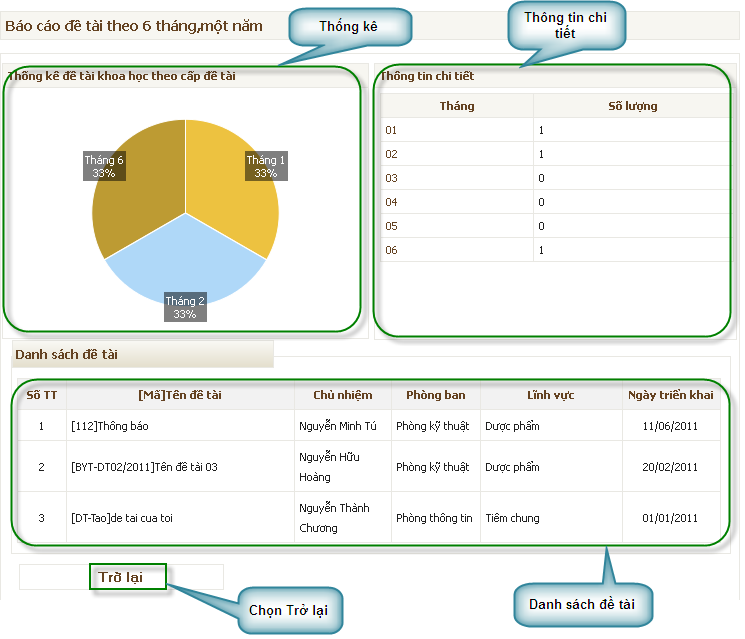 Báo cáo đề tài theo 6 tháng,một năm
Thống kê
Thông tin chi
tiết
Thống kê đề tài khoa học theo cấp đề tài
Tháng 6
33%
Tháng 1
33%
Tháng 2
33%
Thông tin chi tiết
Tháng Số lượng
01 1
02 1
03 0
04 0
05 0
06 1
Danh sách đề tài
Số TT [Mã]Tên đề tài Chủ nhiệm Phòng ban Lĩnh vực Ngày triển khai
1 [112]Thông báo Nguyễn Minh Tú Phòng kỹ thuật Dược phẩm 11/06/2011
2 [BYT-DT02/2011]Tên đề tài 03 Nguyễn Hữu Hoàng Phòng kỹ thuật Dược phẩm 20/02/2011
3 [DT-Tao]de tai cua toi Nguyễn Thành Chương Phòng thông tin Tiêm chung 01/01/2011
Trở lại
Chọn Trở lại
Danh sách đề tài